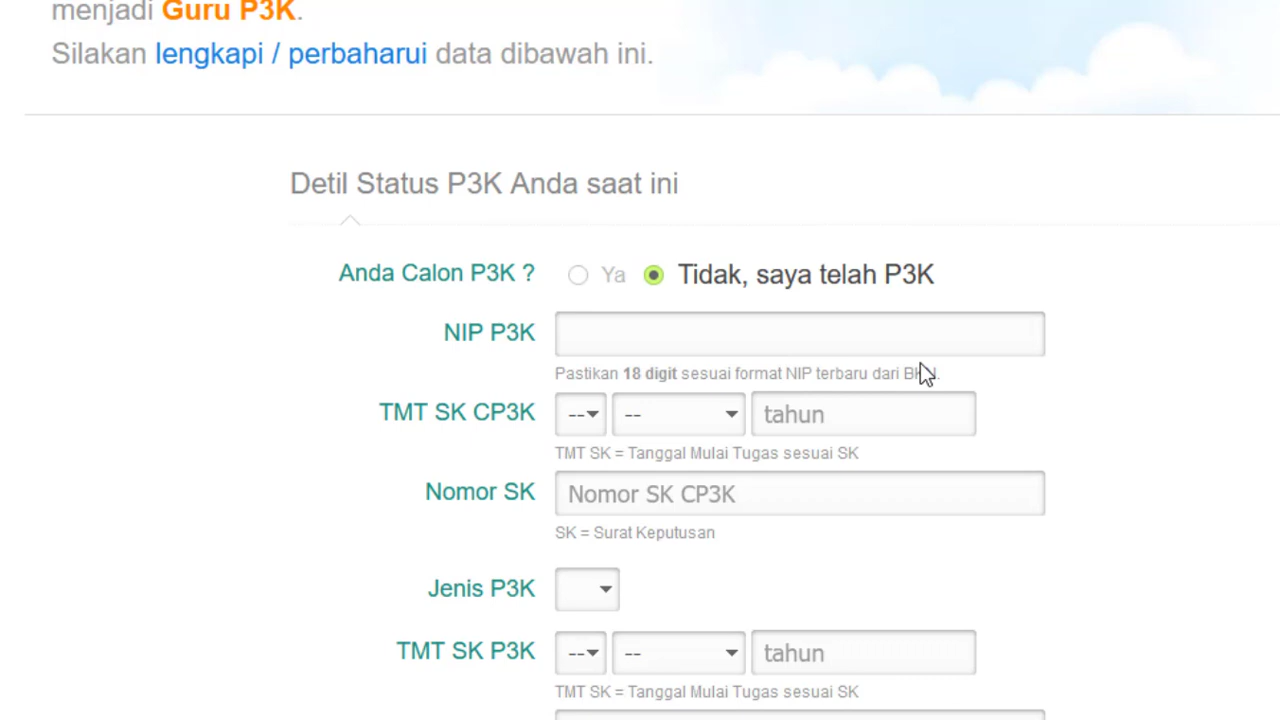 menjadi Guru P3K.
Silakan lengkapi / perbaharui data dibawah ini.
Detil Status P3K Anda saat ini
Anda Calon P3K ? Ya Tidak, saya telah P3K
NIP P3K
Pastikan 18 digit sesuai format NIP terbaru dari
TMT SK CP3K -- -- tahun
TMT SK = Tanggal Mulai Tugas sesuai SK
Nomor SK Nomor SK CP3K
SK = Surat Keputusan
Jenis P3K
TMT SK P3K -- -- tahun
TMT SK = Tanggal Mulai Tugas sesuai SK